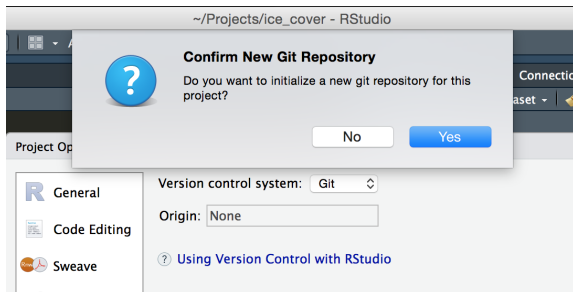 ~/Projects/ice_cover - RStudio
Confirm New Git Repository
Do you want to initialize a new git repository for this
project?
No
Yes
Connectio
aset
Project Op
General
Code Editing
Sweave
Version control system: Git
Origin: None
? Using Version Control with RStudio